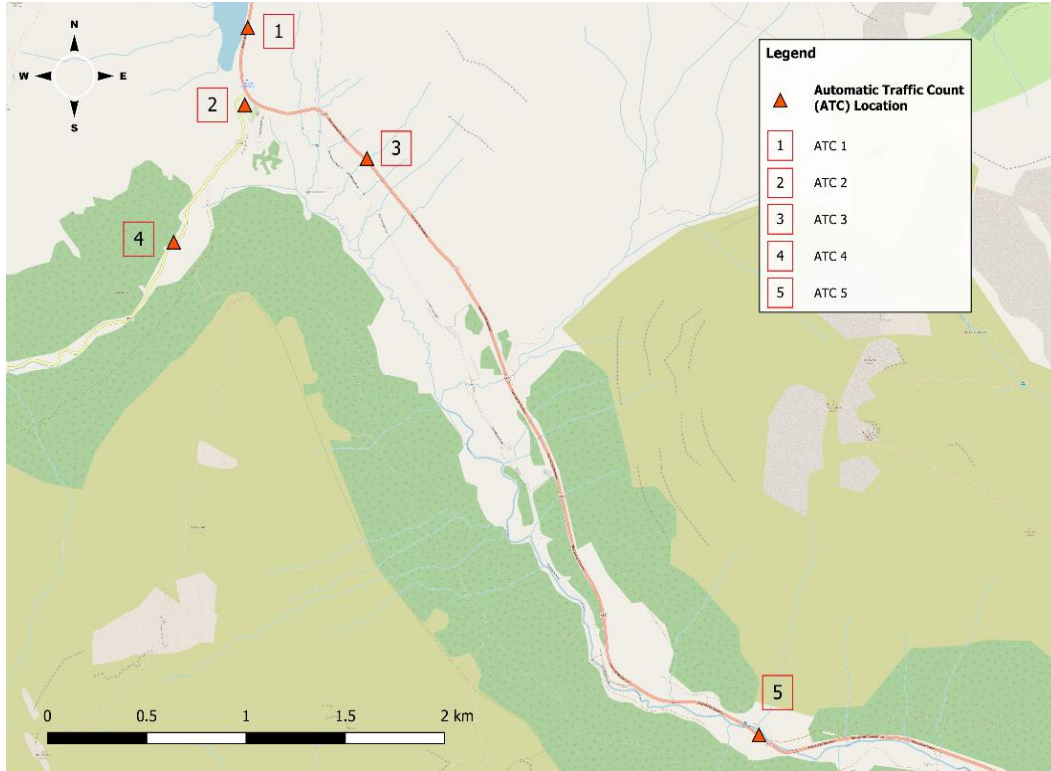 N
W
E
S
1
2
3
4
5
Legend
Automatic Traffic Count
(ATC) Location
1 ATC 1
2 ATC 2
3 ATC 3
4 ATC 4
5 ATC 5
0 0.5 1 1.5 2 km